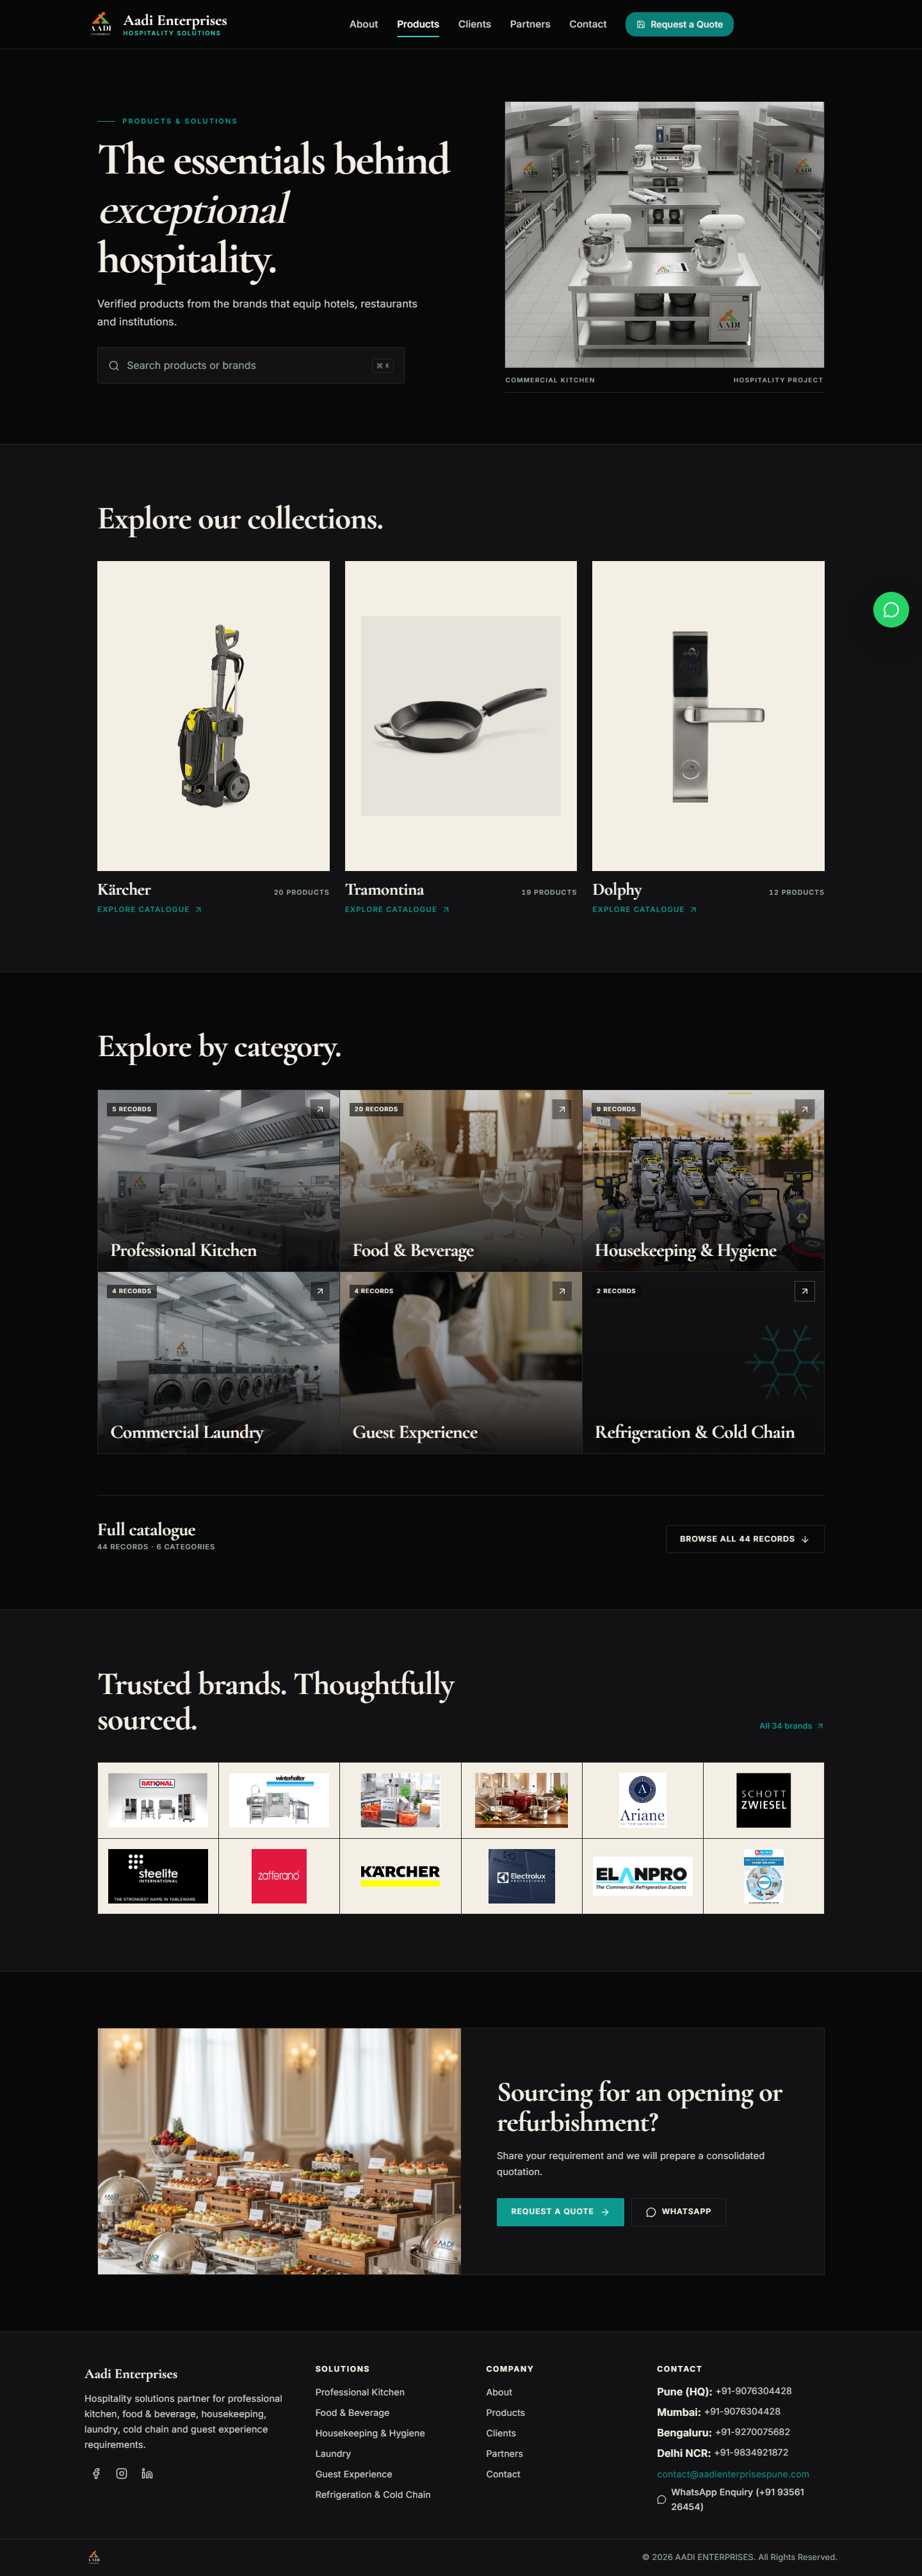 AADI
Aadi Enterprises
HOSPITALITY SOLUTIONS
About
Products
Clients
Partners
Contact
Request a Quote
PRODUCTS & SOLUTIONS
The essentials behind
exceptional
hospitality.
Verified products from the brands that equip hotels, restaurants
and institutions.
Search products or brands
⌘ K
AADI
AADI
AADI
COMMERCIAL KITCHEN
HOSPITALITY PROJECT
Explore our collections.
Kärcher
20 PRODUCTS
EXPLORE CATALOGUE
Tramontina
19 PRODUCTS
EXPLORE CATALOGUE
Dolphy
12 PRODUCTS
EXPLORE CATALOGUE
Explore by category.
5 RECORDS
Professional Kitchen
20 RECORDS
Food & Beverage
9 RECORDS
Housekeeping & Hygiene
4 RECORDS
Commercial Laundry
4 RECORDS
Guest Experience
2 RECORDS
Refrigeration & Cold Chain
Full catalogue
44 RECORDS · 6 CATEGORIES
BROWSE ALL 44 RECORDS
Trusted brands. Thoughtfully
sourced.
All 34 brands
RATIONAL
winterhalter
A
Ariane
SCHOTT
ZWIESEL
steelite
INTERNATIONAL
THE STRONGEST NAME IN TABLEWARE
zafferano
KÄRCHER
Electrolux
PROFESSIONAL
ELANPRO
The Commercial Refrigeration Experts
AADI
AADI
AADI
Sourcing for an opening or
refurbishment?
Share your requirement and we will prepare a consolidated
quotation.
REQUEST A QUOTE
WHATSAPP
Aadi Enterprises
Hospitality solutions partner for professional
kitchen, food & beverage, housekeeping,
laundry, cold chain and guest experience
requirements.
SOLUTIONS
Professional Kitchen
Food & Beverage
Housekeeping & Hygiene
Laundry
Guest Experience
Refrigeration & Cold Chain
COMPANY
About
Products
Clients
Partners
Contact
CONTACT
Pune (HQ): +91-9076304428
Mumbai: +91-9076304428
Bengaluru: +91-9270075682
Delhi NCR: +91-9834921872
contact@aadienterprisespune.com
WhatsApp Enquiry (+91 93561
26454)
AADI
© 2026 AADI ENTERPRISES. All Rights Reserved.